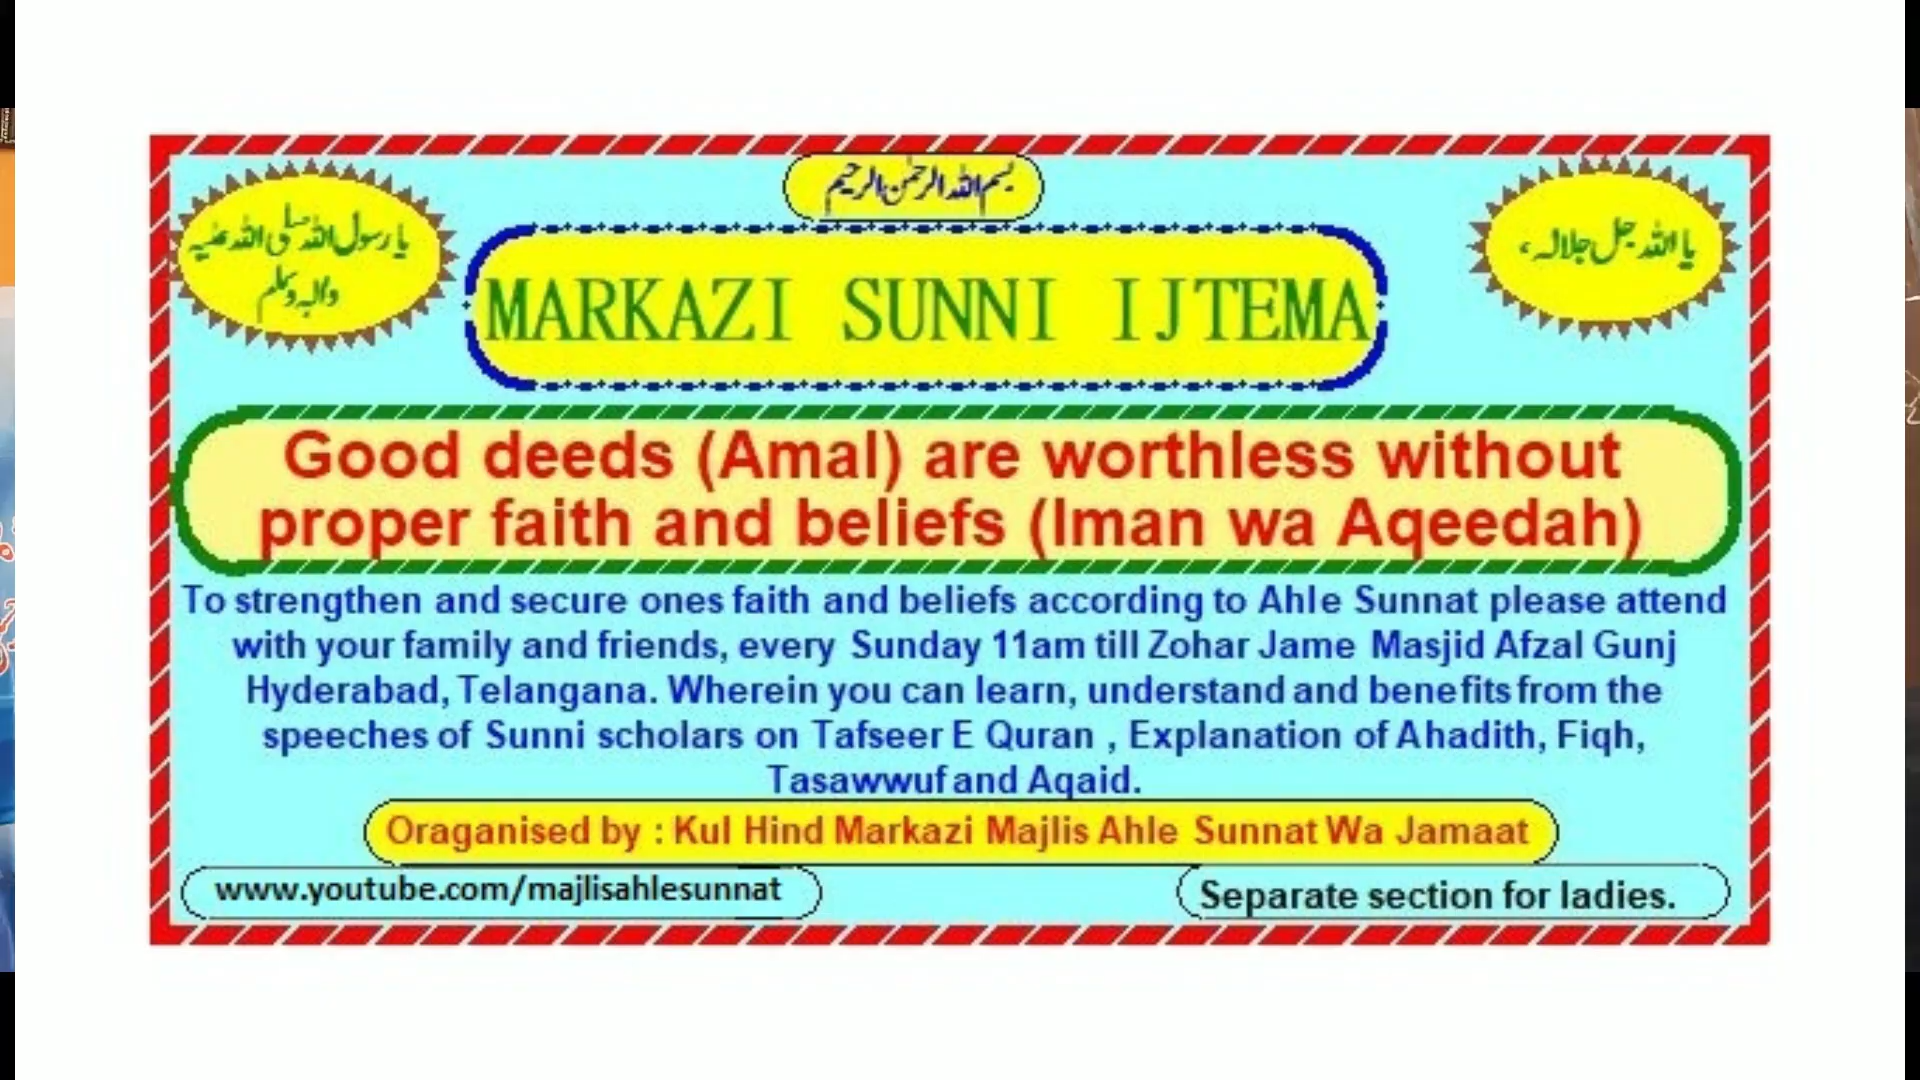 بسم اللہ الرحمٰن الرحیم
یا اللہ جل جلالہ،
یا رسول اللہ صلی اللہ علیہ
وآلہ وسلم
MARKAZI SUNNI IJTEMA
Good deeds (Amal) are worthless without
proper faith and beliefs (Iman wa Aqeedah)
To strengthen and secure ones faith and beliefs according to Ahle Sunnat please attend
with your family and friends, every Sunday 11am till Zohar Jame Masjid Afzal Gunj
Hyderabad, Telangana. Wherein you can learn, understand and benefits from the
speeches of Sunni scholars on Tafseer E Quran , Explanation of Ahadith, Fiqh,
Tasawwuf and Aqaid.
Oraganised by : Kul Hind Markazi Majlis Ahle Sunnat Wa Jamaat
www.youtube.com/majlisahlesunnat
Separate section for ladies.